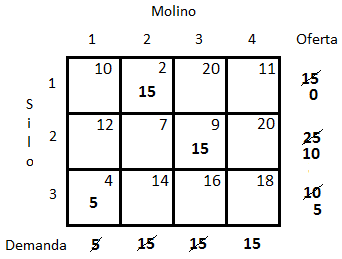 Molino
1 2 3 4 Oferta
Silo
1 10 2 20 11 15
15 0
2 12 7 9 20 25
15 10
3 4 14 16 18 10
5 5
Demanda 5 15 15 15